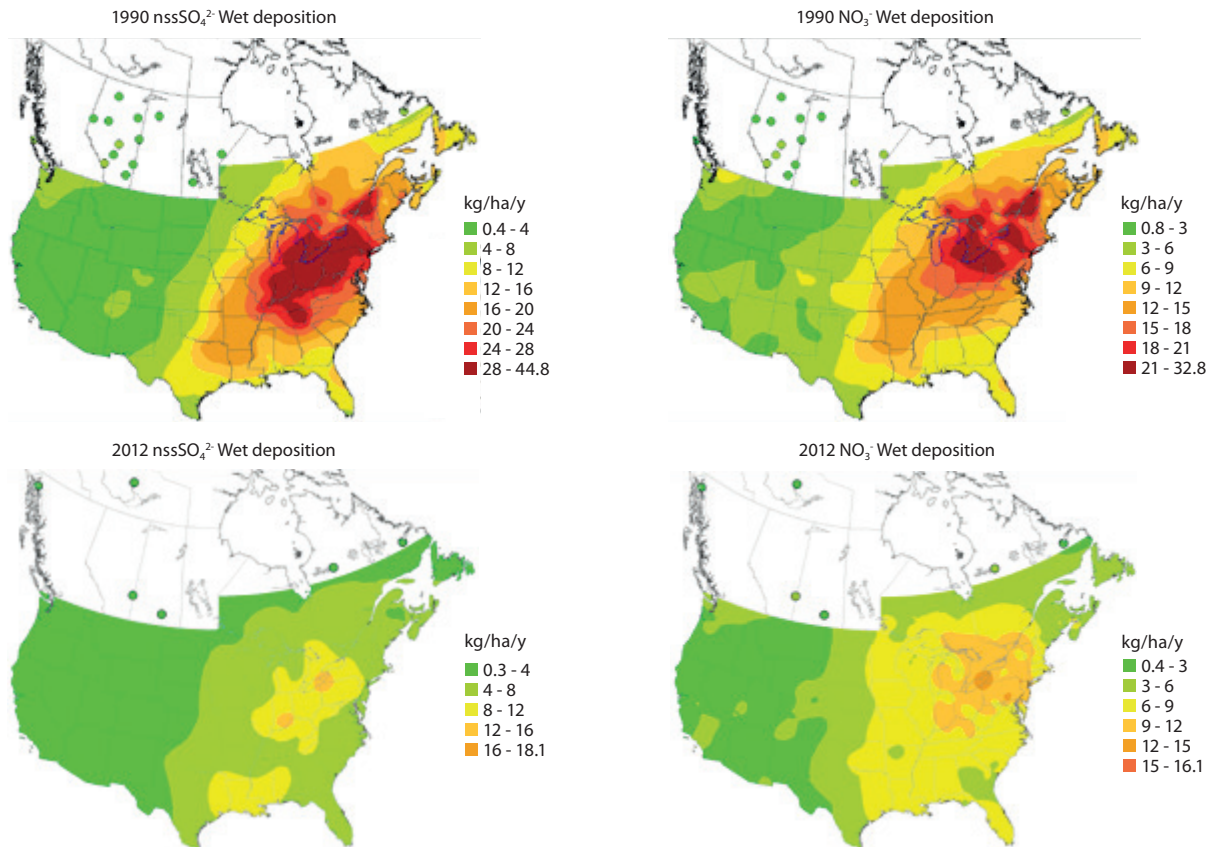 1990 nssSO₄²⁻ Wet deposition
kg/ha/y
0.4 - 4
4 - 8
8 - 12
12 - 16
16 - 20
20 - 24
24 - 28
28 - 44.8
1990 NO₃⁻ Wet deposition
kg/ha/y
0.8 - 3
3 - 6
6 - 9
9 - 12
12 - 15
15 - 18
18 - 21
21 - 32.8
2012 nssSO₄²⁻ Wet deposition
kg/ha/y
0.3 - 4
4 - 8
8 - 12
12 - 16
16 - 18.1
2012 NO₃⁻ Wet deposition
kg/ha/y
0.4 - 3
3 - 6
6 - 9
9 - 12
12 - 15
15 - 16.1